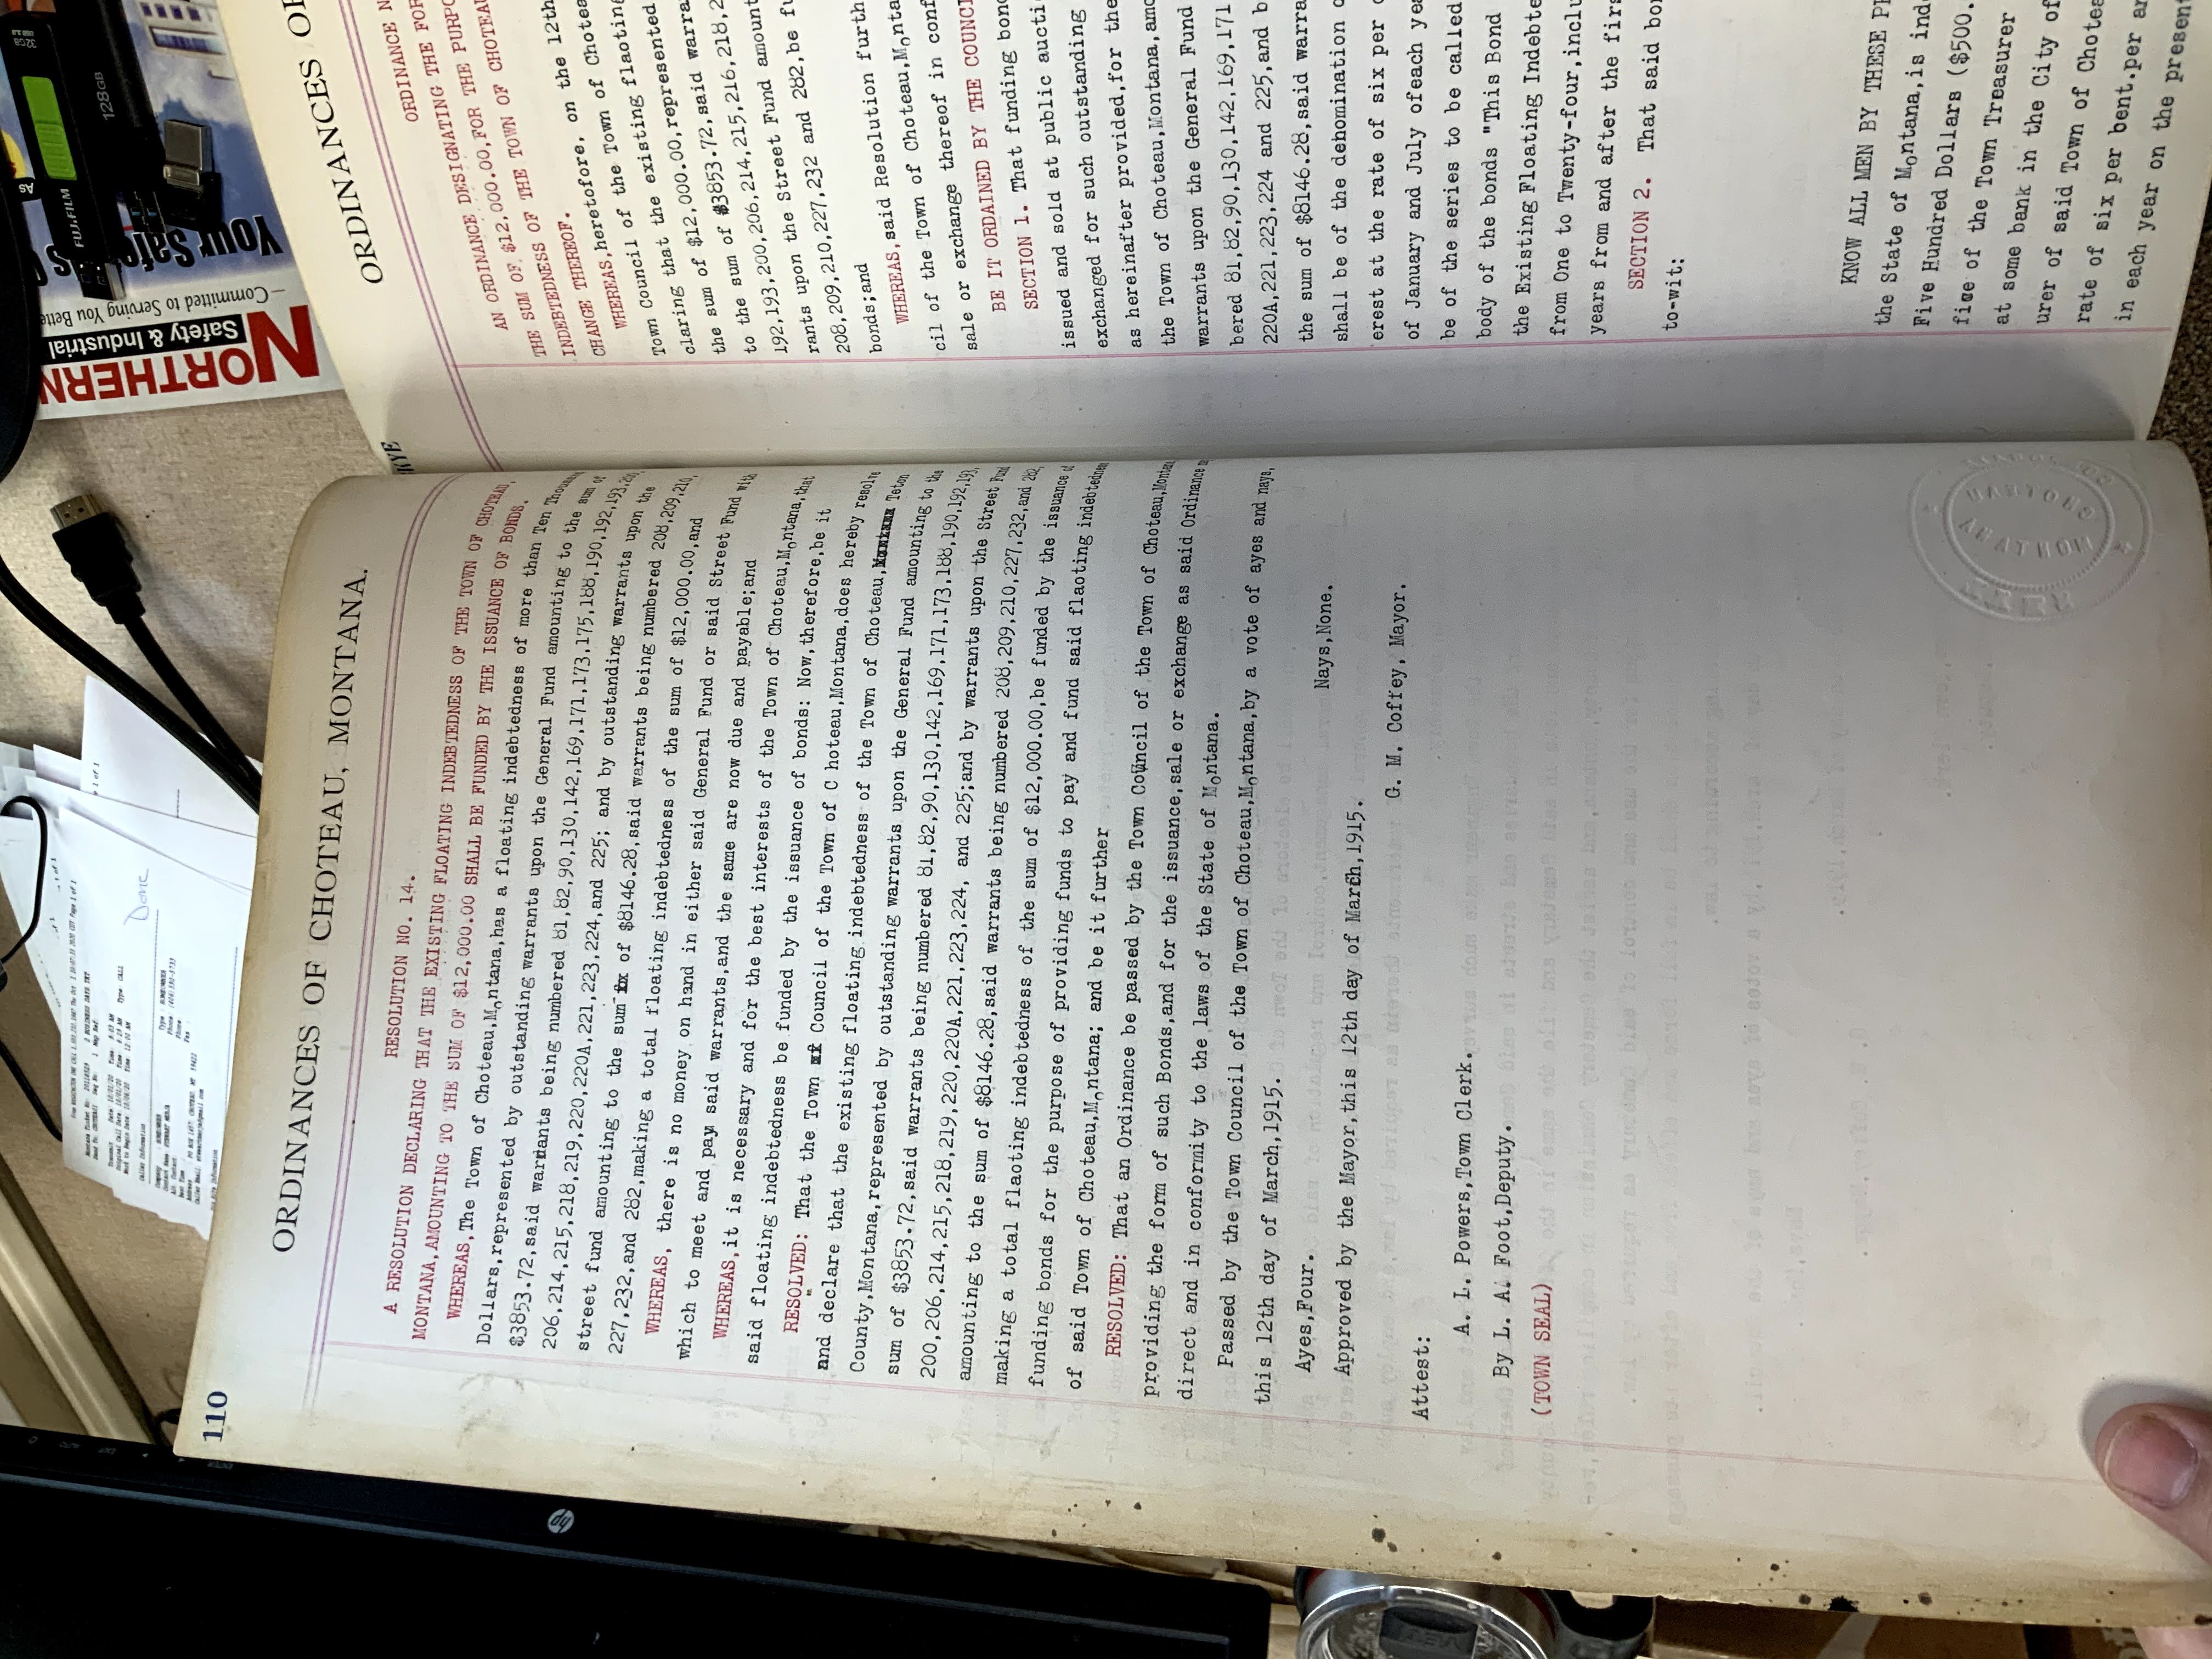 110
ORDINANCES OF CHOTEAU, MONTANA.
RESOLUTION NO. 14.
A RESOLUTION DECLARING THAT THE EXISTING FLOATING INDEBTEDNESS OF THE TOWN OF CHOTEAU,
MONTANA, AMOUNTING TO THE SUM OF $12,000.00 SHALL BE FUNDED BY THE ISSUANCE OF BONDS.
WHEREAS, The Town of Choteau, Montana, has a floating indebtedness of more than Ten Thousand
Dollars, represented by outstanding warrants upon the General Fund amounting to the sum of
$3853.72, said warrants being numbered 81,82,90,130,142,169,171,173,175,188,190,192,193,200,
206,214,215,218,219,220,220A,221,223,224, and 225; and by outstanding warrants upon the
street fund amounting to the sum of $8146.28, said warrants being numbered 208,209,210,
227,232, and 282, making a total floating indebtedness of the sum of $12,000.00, and
WHEREAS, there is no money on hand in either said General Fund or said Street Fund with
which to meet and pay said warrants, and the same are now due and payable; and
WHEREAS, it is necessary and for the best interests of the Town of Choteau, Montana, that
said floating indebtedness be funded by the issuance of bonds: Now, therefore, be it
RESOLVED: That the Town Council of the Town of C hoteau, Montana, does hereby resolve
and declare that the existing floating indebtedness of the Town of Choteau, Teton
County, Montana, represented by outstanding warrants upon the General Fund amounting to the
sum of $3853.72, said warrants being numbered 81,82,90,130,142,169,171,173,188,190,192,193,
200,206,214,215,218,219,220,220A,221,223,224, and 225; and by warrants upon the Street Fund
amounting to the sum of $8146.28, said warrants being numbered 208,209,210,227,232, and 282,
making a total flaoting indebtedness of the sum of $12,000.00, be funded by the issuance of
funding bonds for the purpose of providing funds to pay and fund said flaoting indebtedness
of said Town of Choteau, Montana; and be it further
RESOLVED: That an Ordinance be passed by the Town Council of the Town of Choteau, Montana
providing the form of such Bonds, and for the issuance, sale or exchange as said Ordinance
direct and in conformity to the laws of the State of Montana.
Passed by the Town Council of the Town of Choteau, Montana, by a vote of ayes and nays,
this 12th day of March, 1915.
Ayes, Four. Nays, None.
Approved by the Mayor, this 12th day of March, 1915.
G. M. Coffey, Mayor.
Attest:
A. L. Powers, Town Clerk.
By L. A. Foot, Deputy.
(TOWN SEAL)
ORDINANCES OF
ORDINANCE N
AN ORDINANCE DESIGNATING THE FOR
THE SUM OF $12,000.00, FOR THE PURPO
INDEBTEDNESS OF THE TOWN OF CHOTEAU
CHANGE THEREOF.
WHEREAS, heretofore, on the 12th
Town Council of the Town of Chotea
claring that the existing flaoting
the sum of $12,000.00, represented
to the sum of $3853.72, said warra
192,193,200,206,214,215,216,218,2
rants upon the Street Fund amount
208,209,210,227,232 and 282, be fu
bonds; and
WHEREAS, said Resolution furth
cil of the Town of Choteau, Monta
sale or exchange thereof in conf
BE IT ORDAINED BY THE COUNCI
SECTION 1. That funding bond
issued and sold at public aucti
exchanged for such outstanding
as hereinafter provided, for the
the Town of Choteau, Montana, amo
warrants upon the General Fund
bered 81,82,90,130,142,169,171
220A,221,223,224 and 225, and b
the sum of $8146.28, said warra
shall be of the dehomination o
erest at the rate of six per c
of January and July ofeach yea
be of the series to be called
body of the bonds "This Bond
the Existing Floating Indebte
from One to Twenty-four, inclu
years from and after the firs
SECTION 2. That said bon
to-wit:
KNOW ALL MEN BY THESE PR
the State of Montana, is ind
Five Hundred Dollars ($500.
fice of the Town Treasurer
at some bank in the City of
urer of said Town of Chotea
rate of six per bent. per an
in each year on the present
NORTHERN
Safety & Industrial
Committed to Serving You Bette
Your Safe
FUJIFILM
128GB
32GB
hp
YETI
Done